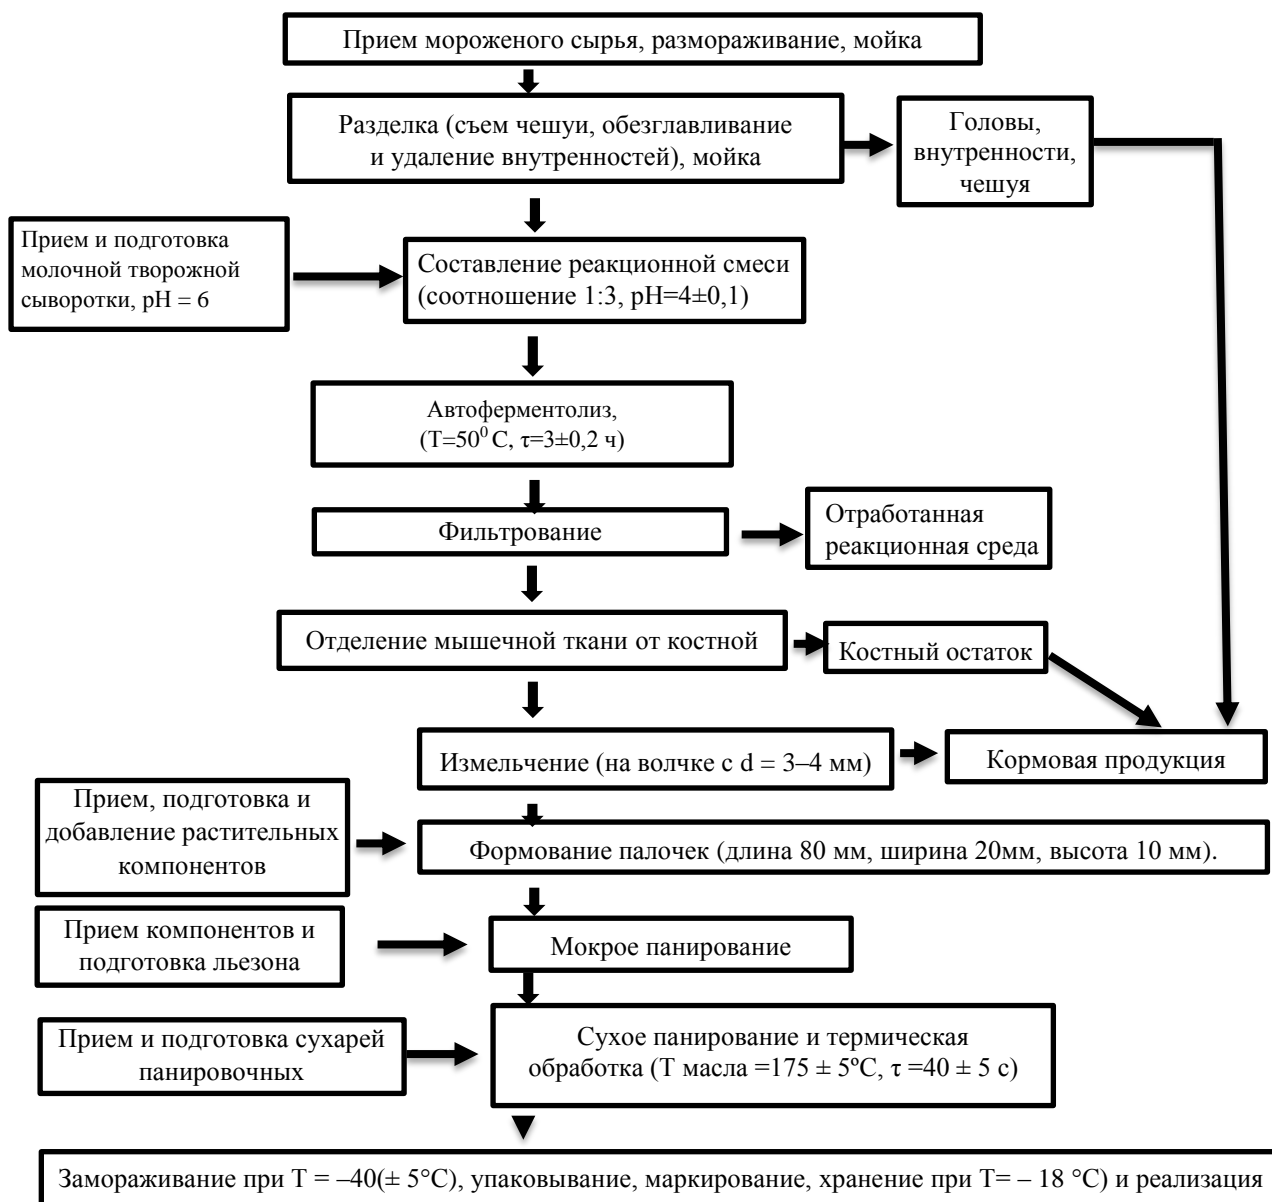 Прием мороженого сырья, размораживание, мойка
Разделка (съем чешуи, обезглавливание
и удаление внутренностей), мойка
Головы,
внутренности,
чешуя
Прием и подготовка
молочной творожной
сыворотки, рН = 6
Составление реакционной смеси
(соотношение 1:3, рН=4±0,1)
Автоферментолиз,
(Т=50⁰ С, τ=3±0,2 ч)
Фильтрование
Отработанная
реакционная среда
Отделение мышечной ткани от костной
Костный остаток
Измельчение (на волчке с d = 3–4 мм)
Кормовая продукция
Прием, подготовка и
добавление растительных
компонентов
Формование палочек (длина 80 мм, ширина 20мм, высота 10 мм).
Прием компонентов и
подготовка льезона
Мокрое панирование
Прием и подготовка сухарей
панировочных
Сухое панирование и термическая
обработка (Т масла =175 ± 5ºС, τ =40 ± 5 с)
Замораживание при Т = –40(± 5°С), упаковывание, маркирование, хранение при Т= – 18 °С) и реализация